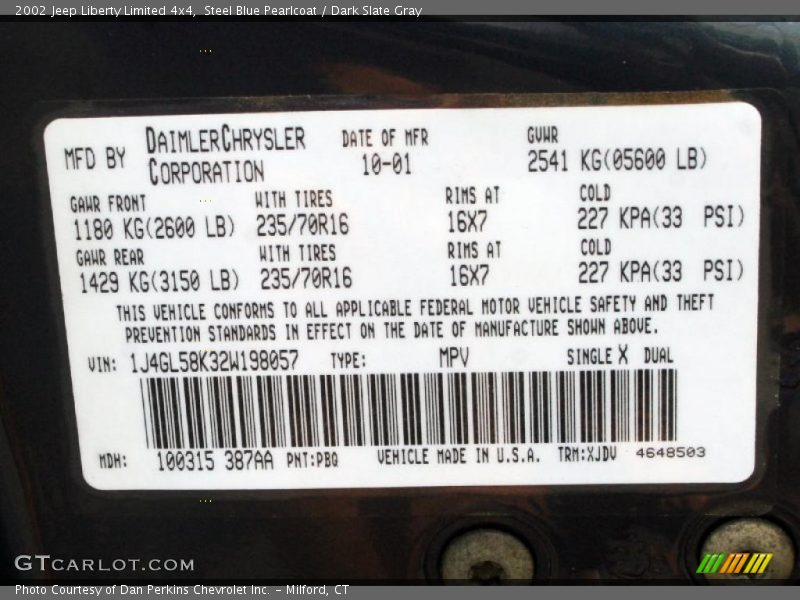 2002 Jeep Liberty Limited 4x4, Steel Blue Pearlcoat / Dark Slate Gray
MFD BY DAIMLERCHRYSLER CORPORATION DATE OF MFR 10-01 GVWR 2541 KG(05600 LB)
GAWR FRONT WITH TIRES RIMS AT COLD
1180 KG(2600 LB) 235/70R16 16X7 227 KPA(33 PSI)
GAWR REAR WITH TIRES RIMS AT COLD
1429 KG(3150 LB) 235/70R16 16X7 227 KPA(33 PSI)
THIS VEHICLE CONFORMS TO ALL APPLICABLE FEDERAL MOTOR VEHICLE SAFETY AND THEFT
PREVENTION STANDARDS IN EFFECT ON THE DATE OF MANUFACTURE SHOWN ABOVE.
VIN: 1J4GL58K32W198057 TYPE: MPV SINGLE X DUAL
MDH: 100315 387AA PNT:PBQ VEHICLE MADE IN U.S.A. TRM:XJDV 4648503
GTCARLOT.COM
Photo Courtesy of Dan Perkins Chevrolet Inc. - Milford, CT